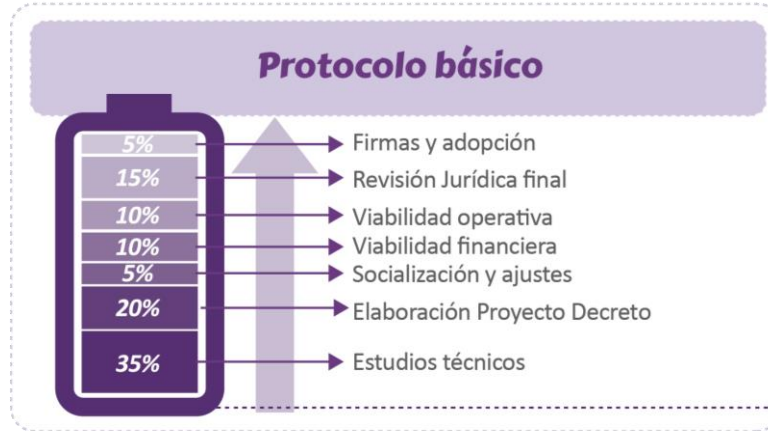 Protocolo básico
5% Firmas y adopción
15% Revisión Jurídica final
10% Viabilidad operativa
10% Viabilidad financiera
5% Socialización y ajustes
20% Elaboración Proyecto Decreto
35% Estudios técnicos